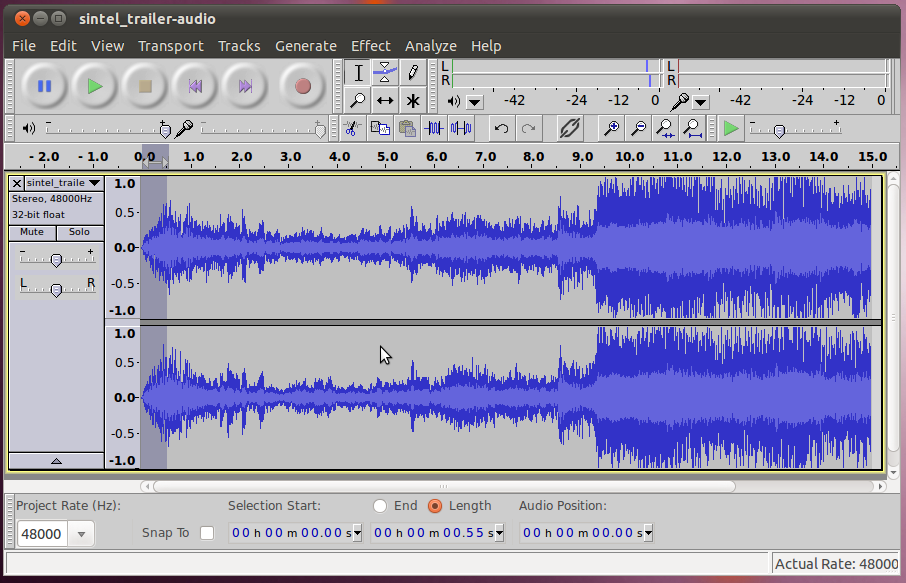 sintel_trailer-audio
File Edit View Transport Tracks Generate Effect Analyze Help
L
R
-42 -24 -12 0
L
R
-42 -24 -12 0
- +
- +
- +
- 2.0 - 1.0 0.0 1.0 2.0 3.0 4.0 5.0 6.0 7.0 8.0 9.0 10.0 11.0 12.0 13.0 14.0 15.0
sintel_traile
Stereo, 48000Hz
32-bit float
Mute Solo
- +
L R
1.0
0.5-
0.0-
-0.5-
-1.0
1.0
0.5-
0.0-
-0.5-
-1.0
Project Rate (Hz):
48000
Snap To
Selection Start:
00 h 00 m 00.00 s
End Length
00 h 00 m 00.55 s
Audio Position:
00 h 00 m 00.00 s
Actual Rate: 48000